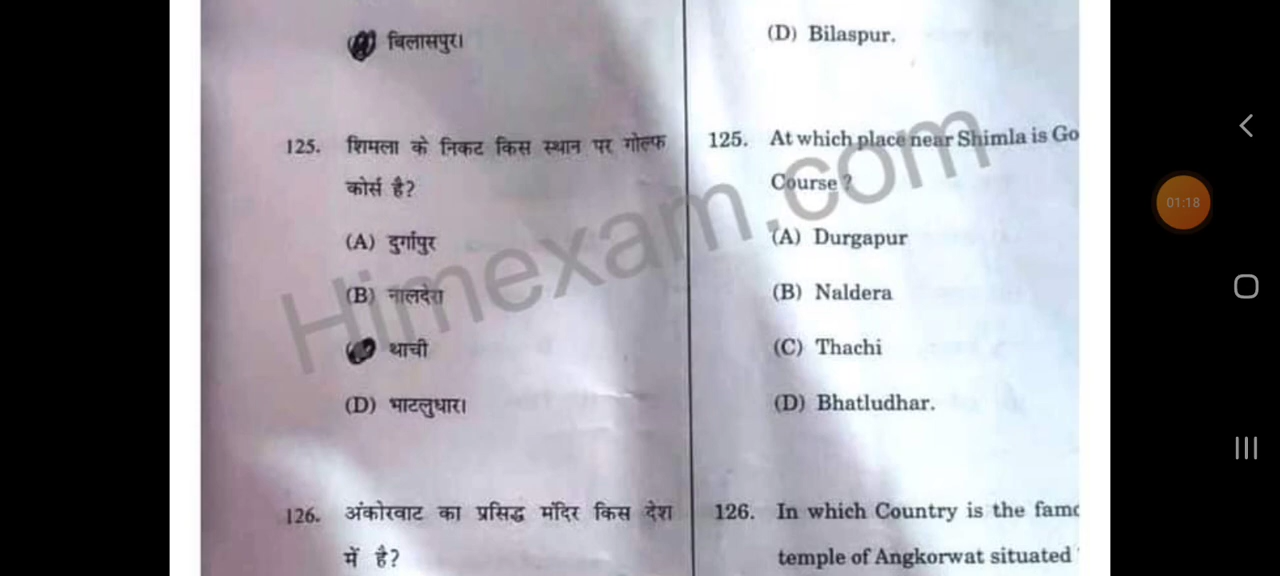 बिलासपुर।
125. शिमला के निकट किस स्थान पर गोल्फ
कोर्स है?
(A) दुर्गापुर
(B) नालदेरा
थाची
(D) भाटलुधार।
126. अंकोरवाट का प्रसिद्ध मंदिर किस देश
में है?
(D) Bilaspur.
125. At which place near Shimla is Go
Course ?
(A) Durgapur
(B) Naldera
(C) Thachi
(D) Bhatludhar.
126. In which Country is the famo
temple of Angkorwat situated
Himexam.com
01:18